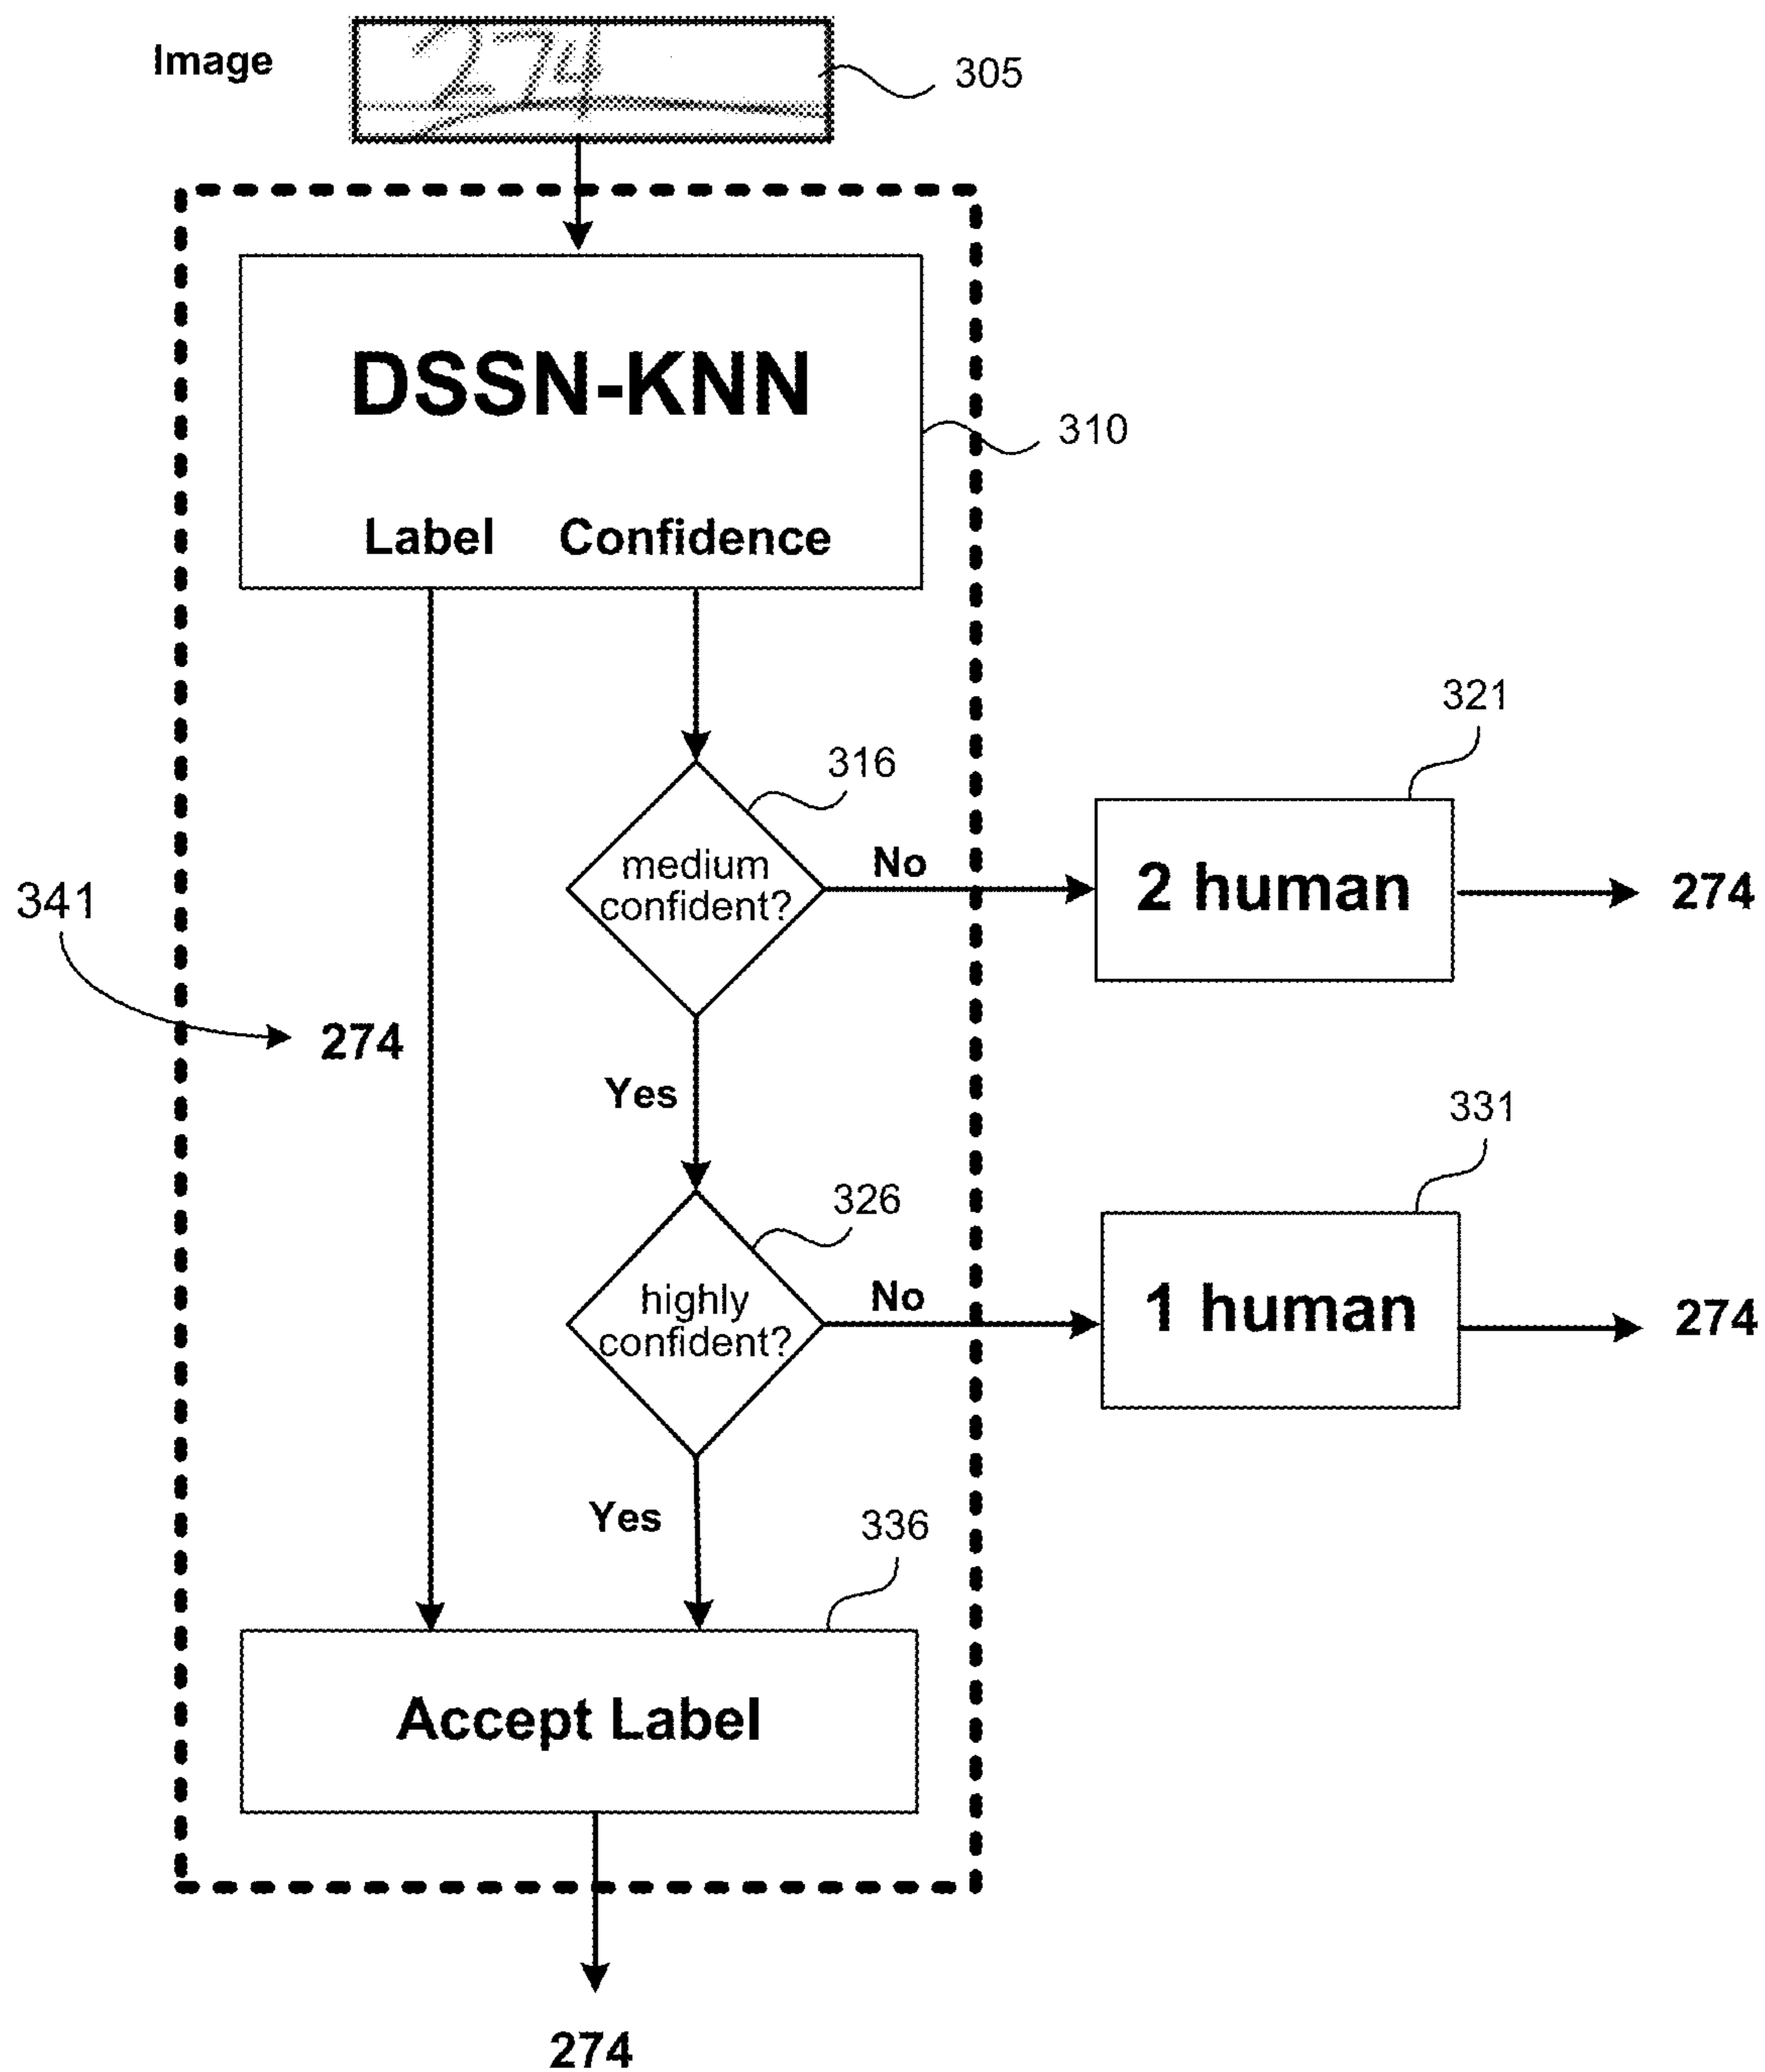 Image
274
305
DSSN-KNN
310
Label Confidence
321
316
medium
confident?
No
2 human
274
341
274
Yes
331
326
highly
confident?
No
1 human
274
Yes
336
Accept Label
274